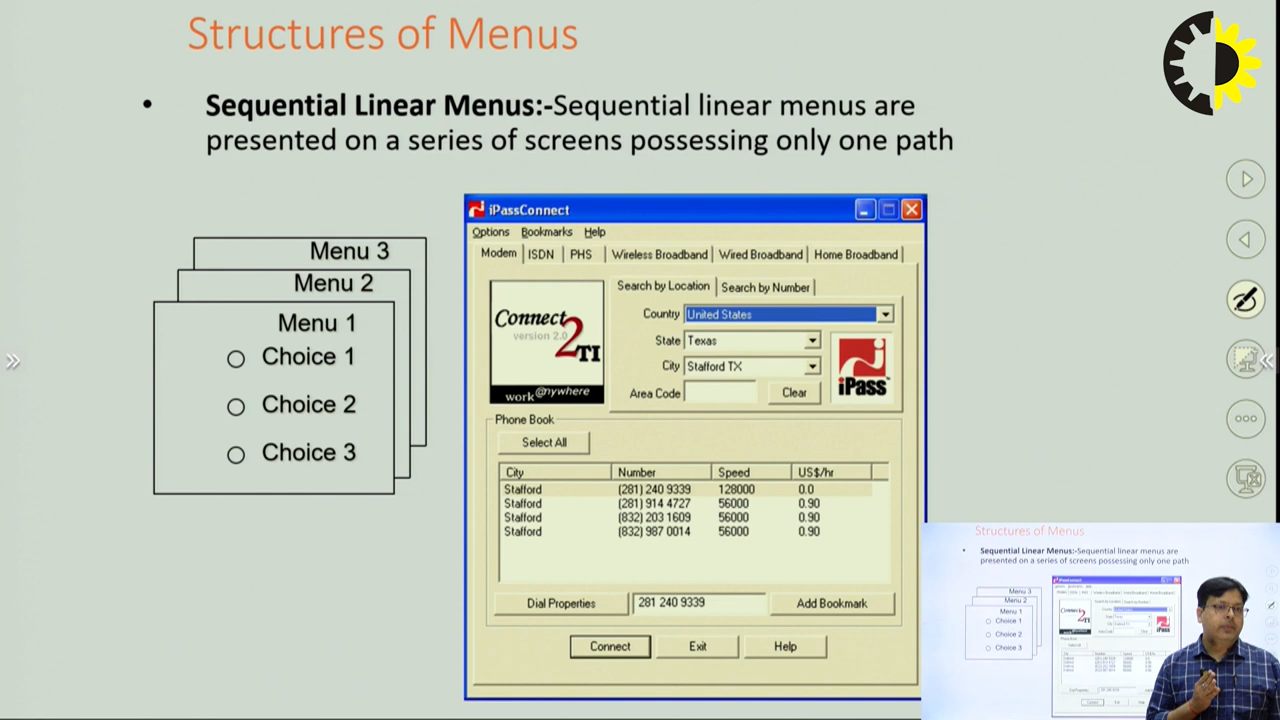 Structures of Menus
• Sequential Linear Menus:-Sequential linear menus are
presented on a series of screens possessing only one path
Menu 3
Menu 2
Menu 1
Choice 1
Choice 2
Choice 3
iPassConnect
Options Bookmarks Help
Modem ISDN PHS Wireless Broadband Wired Broadband Home Broadband
Connect
2
version 2.0
TI
work @nywhere
Search by Location Search by Number
Country United States
State Texas
City Stafford TX
Area Code Clear
iPass
Phone Book
Select All
City Number Speed US$/hr
Stafford (281) 240 9339 128000 0.0
Stafford (281) 914 4727 56000 0.90
Stafford (832) 203 1609 56000 0.90
Stafford (832) 987 0014 56000 0.90
Dial Properties 281 240 9339 Add Bookmark
Connect Exit Help
Structures of Menus
• Sequential Linear Menus:-Sequential linear menus are
presented on a series of screens possessing only one path
Menu 3
Menu 2
Menu 1
Choice 1
Choice 2
Choice 3